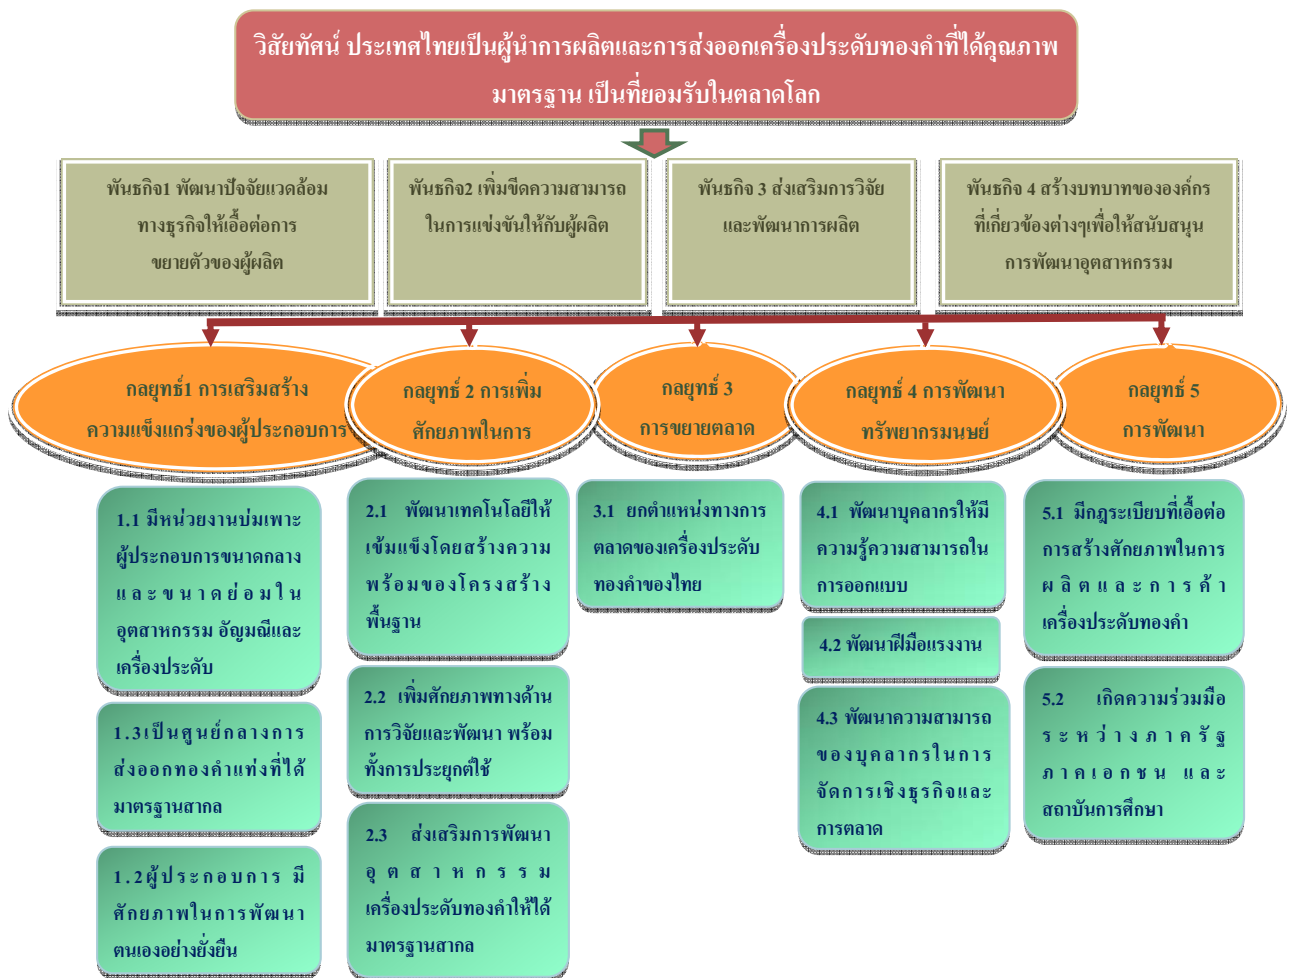 วิสัยทัศน์ ประเทศไทยเป็นผู้นำการผลิตและการส่งออกเครื่องประดับทองคำที่ได้คุณภาพ
มาตรฐาน เป็นที่ยอมรับในตลาดโลก
พันธกิจ1 พัฒนาปัจจัยแวดล้อม
ทางธุรกิจให้เอื้อต่อการ
ขยายตัวของผู้ผลิต
พันธกิจ2 เพิ่มขีดความสามารถ
ในการแข่งขันให้กับผู้ผลิต
พันธกิจ 3 ส่งเสริมการวิจัย
และพัฒนาการผลิต
พันธกิจ 4 สร้างบทบาทขององค์กร
ที่เกี่ยวข้องต่างๆเพื่อให้สนับสนุน
การพัฒนาอุตสาหกรรม
กลยุทธ์1 การเสริมสร้าง
ความแข็งแกร่งของผู้ประกอบการ
กลยุทธ์ 2 การเพิ่ม
ศักยภาพในการ
กลยุทธ์ 3
การขยายตลาด
กลยุทธ์ 4 การพัฒนา
ทรัพยากรมนษย์
กลยุทธ์ 5
การพัฒนา
1.1 มีหน่วยงานบ่มเพาะ
ผู้ประกอบการขนาดกลาง
และขนาดย่อมใน
อุตสาหกรรม อัญมณีและ
เครื่องประดับ
1.3เป็นศูนย์กลางการ
ส่งออกทองคำแท่งที่ได้
มาตรฐานสากล
1.2ผู้ประกอบการ มี
ศักยภาพในการพัฒนา
ตนเองอย่างยั่งยืน
2.1 พัฒนาเทคโนโลยีให้
เข้มแข็งโดยสร้างความ
พร้อมของโครงสร้าง
พื้นฐาน
2.2 เพิ่มศักยภาพทางด้าน
การวิจัยและพัฒนา พร้อม
ทั้งการประยุกต์ใช้
2.3 ส่งเสริมการพัฒนา
อุตสาหกรรม
เครื่องประดับทองคำให้ได้
มาตรฐานสากล
3.1 ยกตำแหน่งทางการ
ตลาดของเครื่องประดับ
ทองคำของไทย
4.1 พัฒนาบุคลากรให้มี
ความรู้ความสามารถใน
การออกแบบ
4.2 พัฒนาฝีมือแรงงาน
4.3 พัฒนาความสามารถ
ของบุคลากรในการ
จัดการเชิงธุรกิจและ
การตลาด
5.1 มีกฎระเบียบที่เอื้อต่อ
การสร้างศักยภาพในการ
ผลิตและการค้า
เครื่องประดับทองคำ
5.2 เกิดความร่วมมือ
ระหว่างภาครัฐ
ภาคเอกชน และ
สถาบันการศึกษา